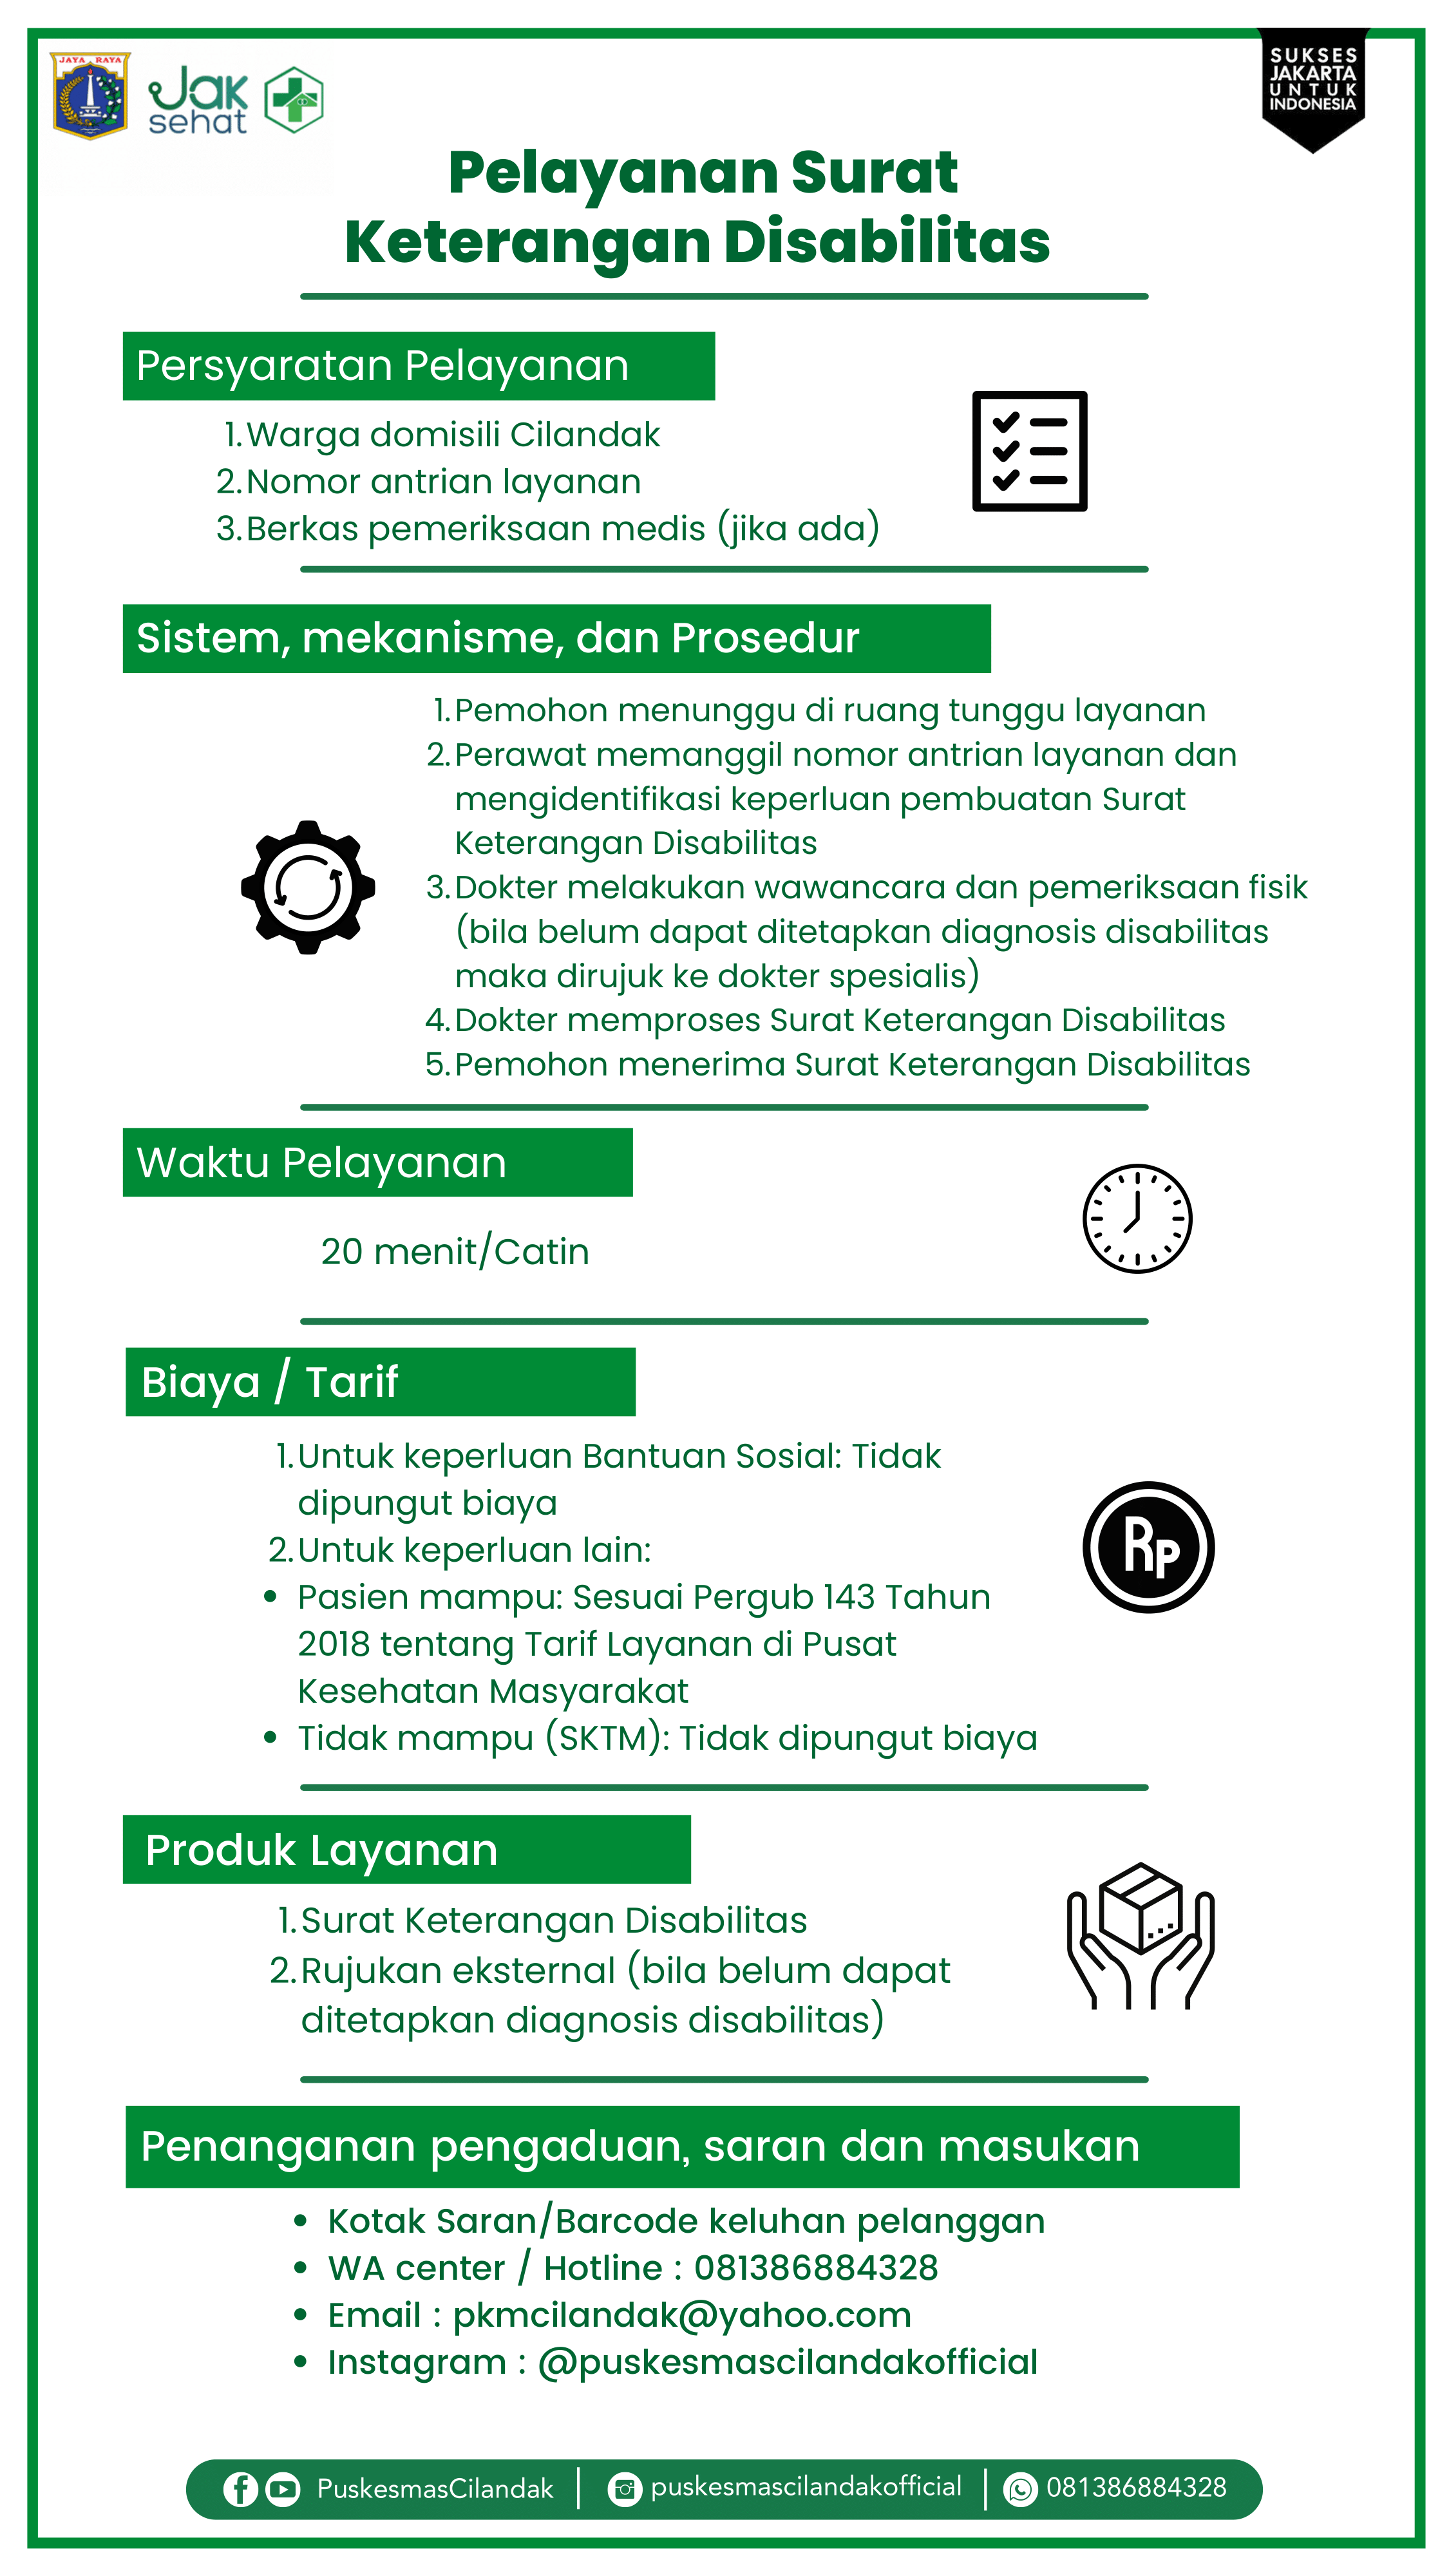 JAYA RAYA
Jak
sehat
SUKSES
JAKARTA
UNTUK
INDONESIA
Pelayanan Surat
Keterangan Disabilitas
Persyaratan Pelayanan
1. Warga domisili Cilandak
2. Nomor antrian layanan
3. Berkas pemeriksaan medis (jika ada)
Sistem, mekanisme, dan Prosedur
1. Pemohon menunggu di ruang tunggu layanan
2. Perawat memanggil nomor antrian layanan dan
mengidentifikasi keperluan pembuatan Surat
Keterangan Disabilitas
3. Dokter melakukan wawancara dan pemeriksaan fisik
(bila belum dapat ditetapkan diagnosis disabilitas
maka dirujuk ke dokter spesialis)
4. Dokter memproses Surat Keterangan Disabilitas
5. Pemohon menerima Surat Keterangan Disabilitas
Waktu Pelayanan
20 menit/Catin
Biaya / Tarif
1. Untuk keperluan Bantuan Sosial: Tidak
dipungut biaya
2. Untuk keperluan lain:
• Pasien mampu: Sesuai Pergub 143 Tahun
2018 tentang Tarif Layanan di Pusat
Kesehatan Masyarakat
• Tidak mampu (SKTM): Tidak dipungut biaya
Rp
Produk Layanan
1. Surat Keterangan Disabilitas
2. Rujukan eksternal (bila belum dapat
ditetapkan diagnosis disabilitas)
Penanganan pengaduan, saran dan masukan
• Kotak Saran/Barcode keluhan pelanggan
• WA center / Hotline : 081386884328
• Email : pkmcilandak@yahoo.com
• Instagram : @puskesmascilandakofficial
PuskesmasCilandak | puskesmascilandakofficial | 081386884328